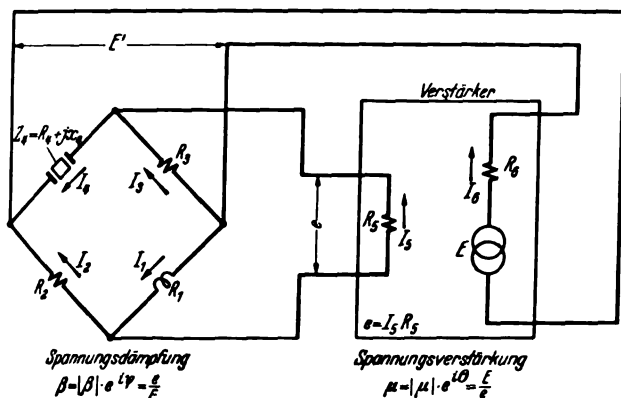 E'
Verstärker
Z₄=R₄+jx₄
I₄
I₃
R₃
R₆
I₆
e
R₅
I₅
E
I₂
R₂
I₁
R₁
e=I₅R₅
Spannungsdämpfung
β=|β|·e^{iψ}=e/E
Spannungsverstärkung
μ=|μ|·e^{iθ}=E/e